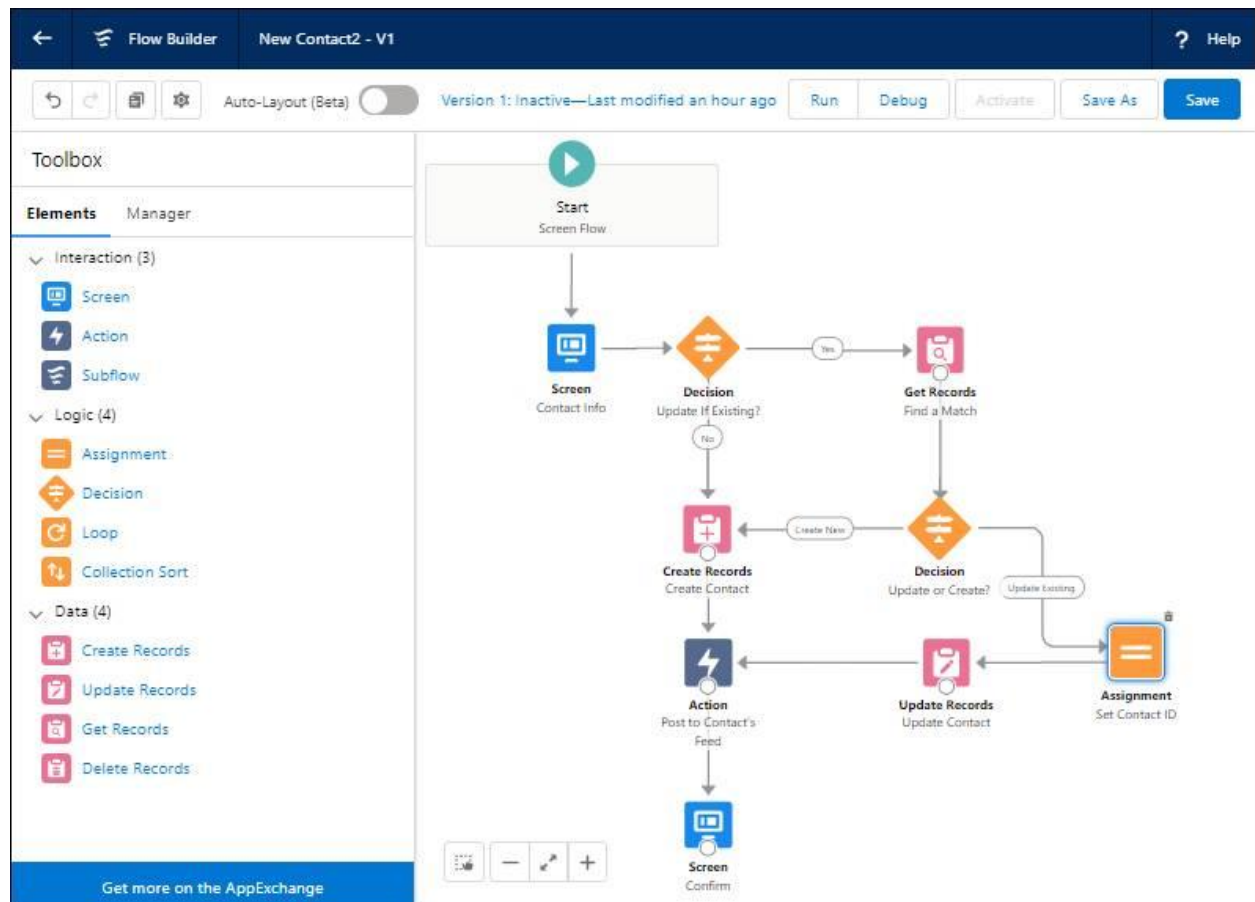 Flow Builder
New Contact2 - V1
? Help
Auto-Layout (Beta)
Version 1: Inactive—Last modified an hour ago
Run
Debug
Activate
Save As
Save
Toolbox
Elements
Manager
Interaction (3)
Screen
Action
Subflow
Logic (4)
Assignment
Decision
Loop
Collection Sort
Data (4)
Create Records
Update Records
Get Records
Delete Records
Get more on the AppExchange
Start
Screen Flow
Screen
Contact Info
Decision
Update If Existing?
Yes
Get Records
Find a Match
No
Create Records
Create Contact
Create New
Decision
Update or Create?
Update Existing
Assignment
Set Contact ID
Update Records
Update Contact
Action
Post to Contact's
Feed
Screen
Confirm